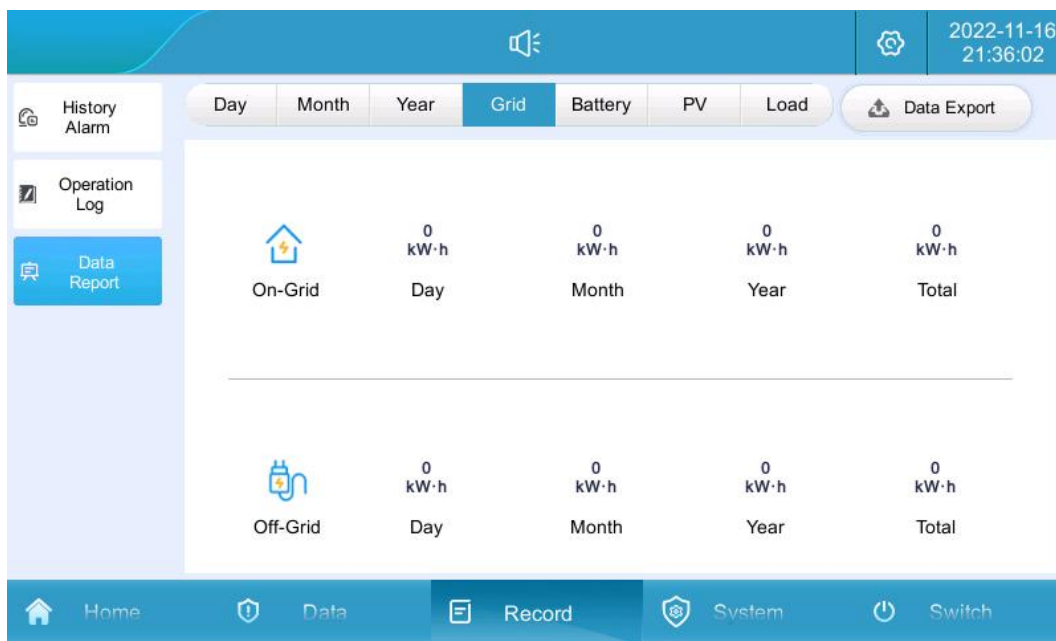 2022-11-16
21:36:02
History
Alarm
Operation
Log
Data
Report
Day Month Year Grid Battery PV Load Data Export
0 0 0 0
kW·h kW·h kW·h kW·h
On-Grid Day Month Year Total
0 0 0 0
kW·h kW·h kW·h kW·h
Off-Grid Day Month Year Total
Home Data Record System Switch